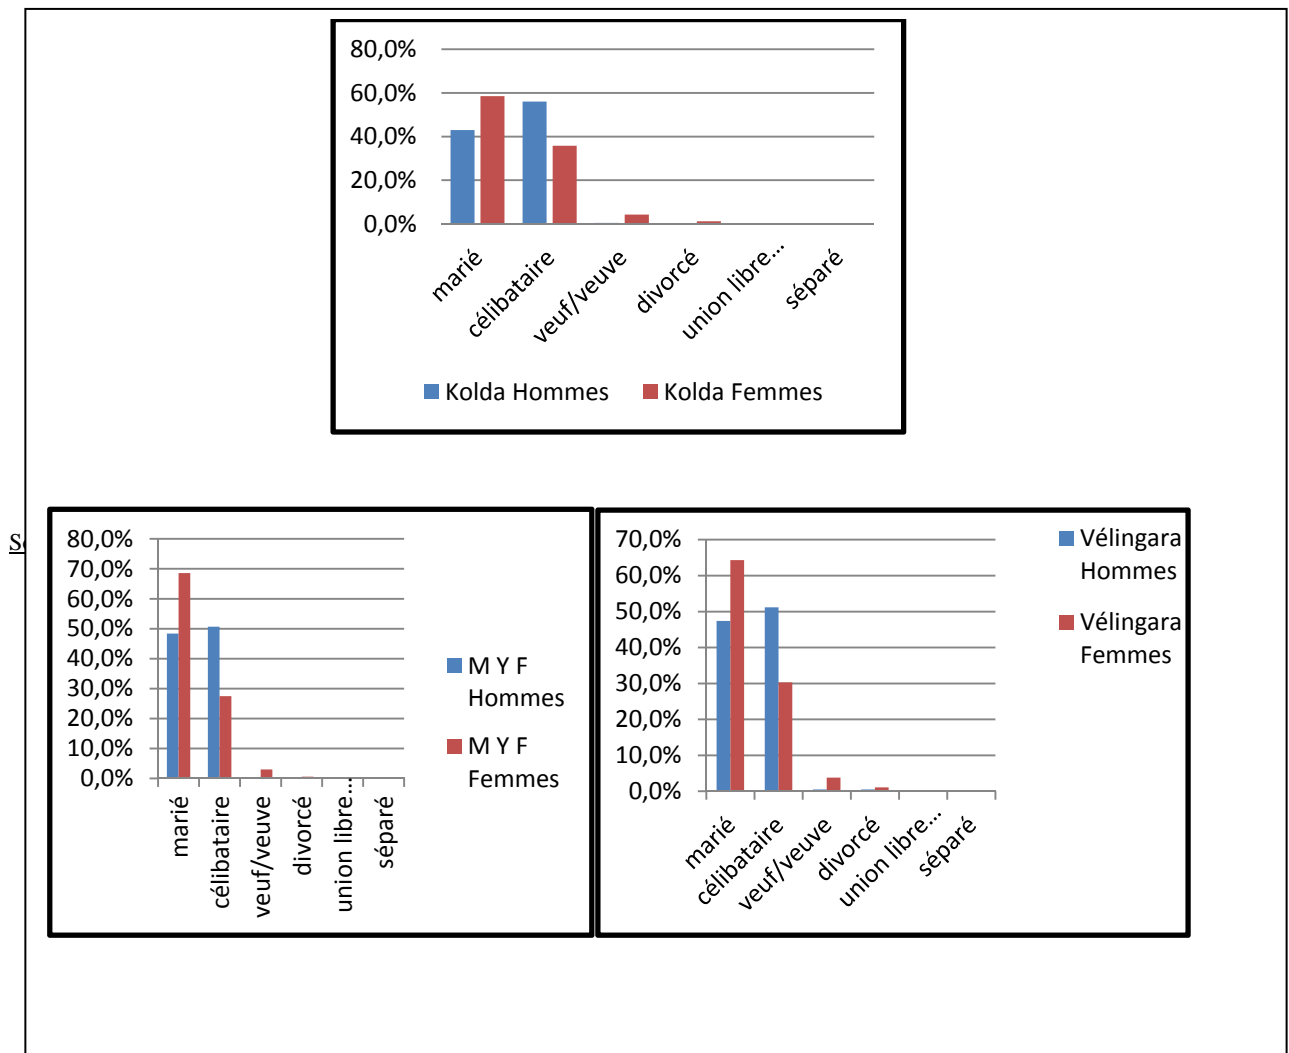 80,0%
60,0%
40,0%
20,0%
0,0%
marié
célibataire
veuf/veuve
divorcé
union libre…
séparé
Kolda Hommes
Kolda Femmes
80,0%
70,0%
60,0%
50,0%
40,0%
30,0%
20,0%
10,0%
0,0%
marié
célibataire
veuf/veuve
divorcé
union libre…
séparé
M Y F
Hommes
M Y F
Femmes
70,0%
60,0%
50,0%
40,0%
30,0%
20,0%
10,0%
0,0%
marié
célibataire
veuf/veuve
divorcé
union libre…
séparé
Vélingara
Hommes
Vélingara
Femmes